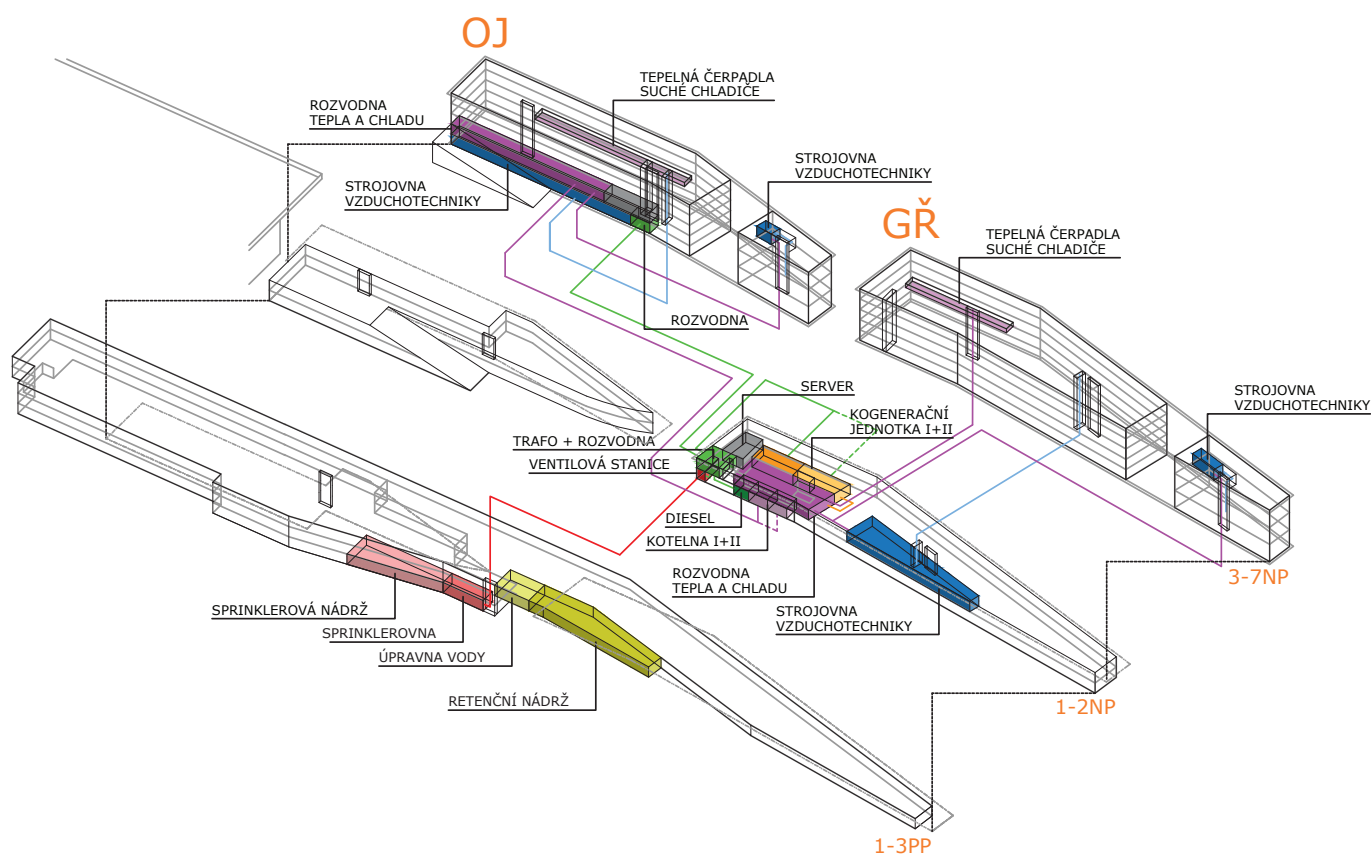 OJ
TEPELNÁ ČERPADLA
SUCHÉ CHLADIČE
ROZVODNA
TEPLA A CHLADU
STROJOVNA
VZDUCHOTECHNIKY
STROJOVNA
VZDUCHOTECHNIKY
GŘ
TEPELNÁ ČERPADLA
SUCHÉ CHLADIČE
ROZVODNA
SERVER
STROJOVNA
VZDUCHOTECHNIKY
KOGENERAČNÍ
JEDNOTKA I+II
TRAFO + ROZVODNA
VENTILOVÁ STANICE
DIESEL
KOTELNA I+II
ROZVODNA
TEPLA A CHLADU
3-7NP
SPRINKLEROVÁ NÁDRŽ
STROJOVNA
VZDUCHOTECHNIKY
SPRINKLEROVNA
ÚPRAVNA VODY
RETENČNÍ NÁDRŽ
1-2NP
1-3PP